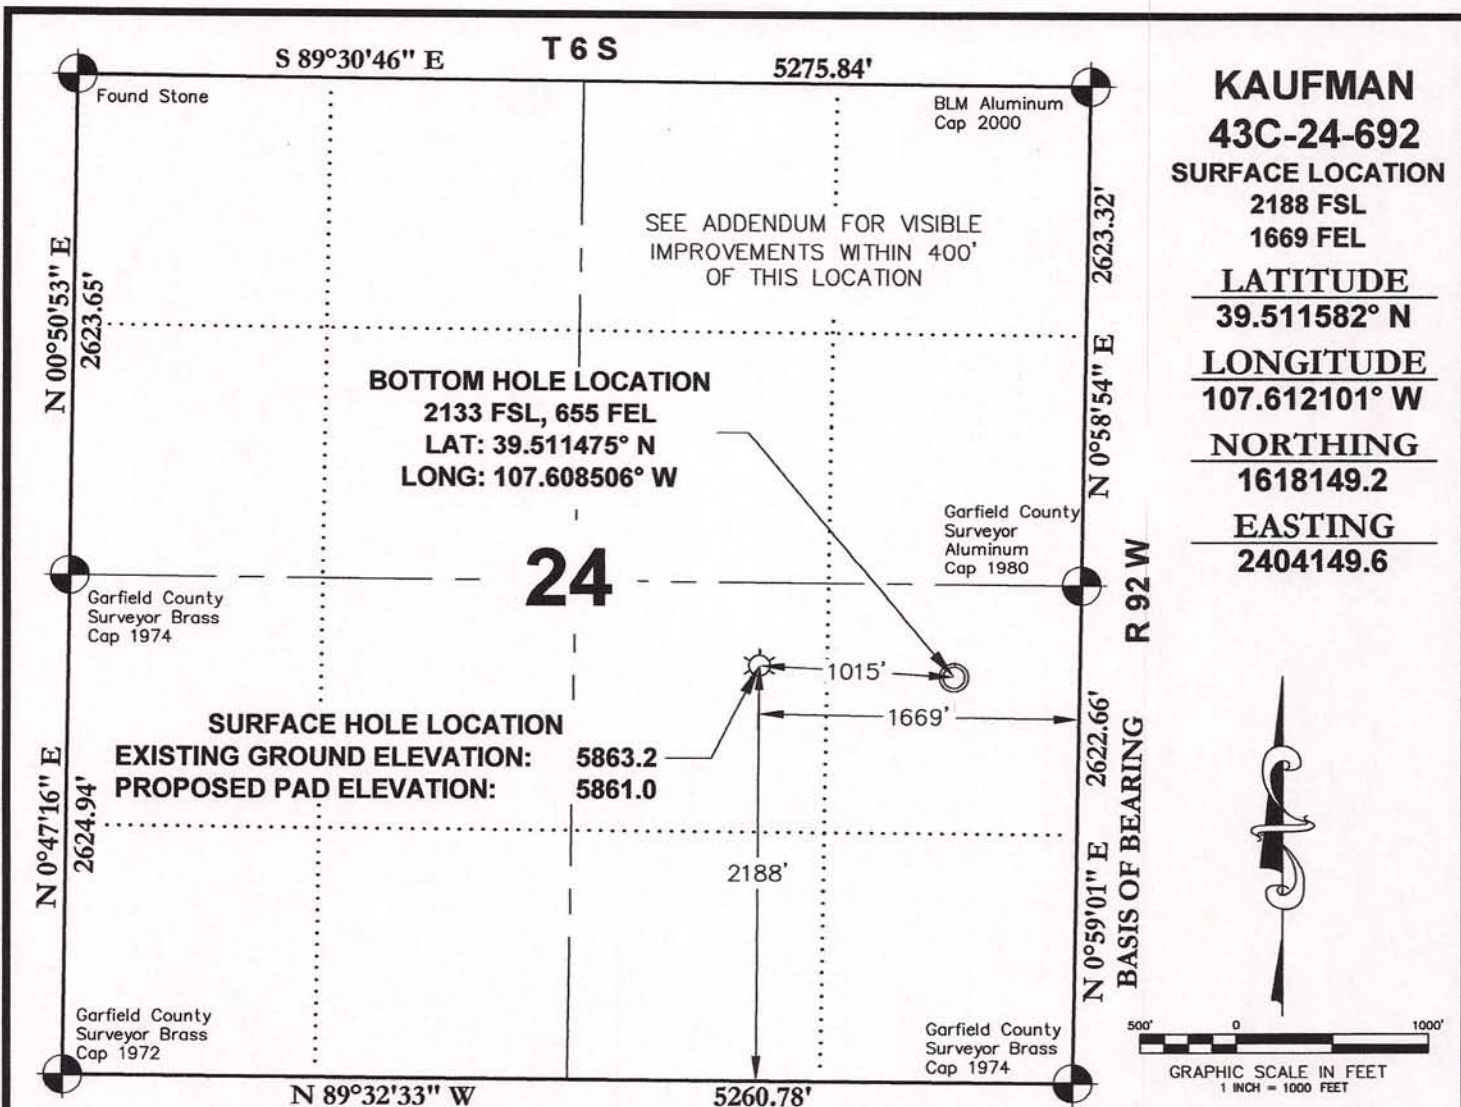 T 6 S
S 89°30'46" E
5275.84'
Found Stone
BLM Aluminum
Cap 2000
SEE ADDENDUM FOR VISIBLE
IMPROVEMENTS WITHIN 400'
OF THIS LOCATION
N 00°50'53" E
2623.65'
2623.32'
N 0°58'54" E
BOTTOM HOLE LOCATION
2133 FSL, 655 FEL
LAT: 39.511475° N
LONG: 107.608506° W
24
Garfield County
Surveyor
Aluminum
Cap 1980
Garfield County
Surveyor Brass
Cap 1974
R 92 W
1015'
1669'
SURFACE HOLE LOCATION
EXISTING GROUND ELEVATION: 5863.2
PROPOSED PAD ELEVATION: 5861.0
N 0°47'16" E
2624.94'
2188'
2622.66'
N 0°59'01" E
BASIS OF BEARING
Garfield County
Surveyor Brass
Cap 1972
Garfield County
Surveyor Brass
Cap 1974
N 89°32'33" W
5260.78'
KAUFMAN
43C-24-692
SURFACE LOCATION
2188 FSL
1669 FEL
LATITUDE
39.511582° N
LONGITUDE
107.612101° W
NORTHING
1618149.2
EASTING
2404149.6
500' 0 1000'
GRAPHIC SCALE IN FEET
1 INCH = 1000 FEET